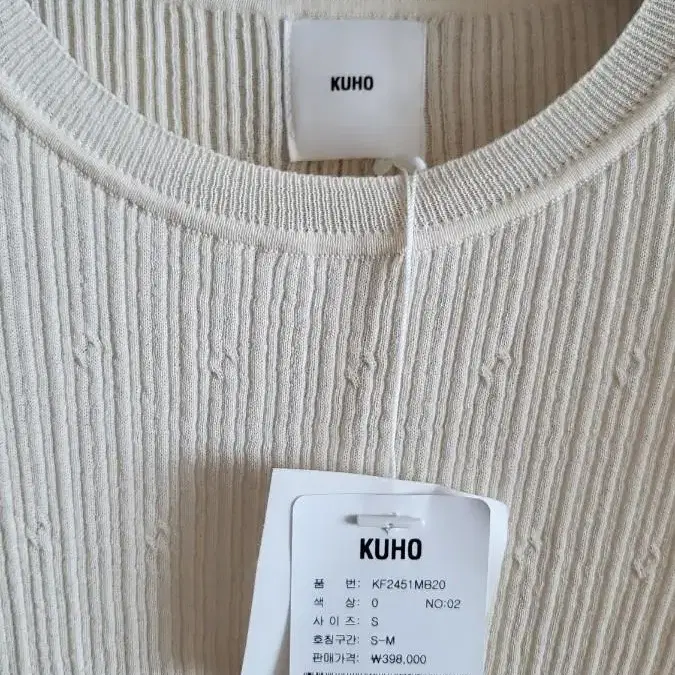 KUHO
KUHO
품 번: KF2451MB20
색 상: 0 NO:02
사 이 즈: S
호칭구간: S-M
판매가격: ₩398,000